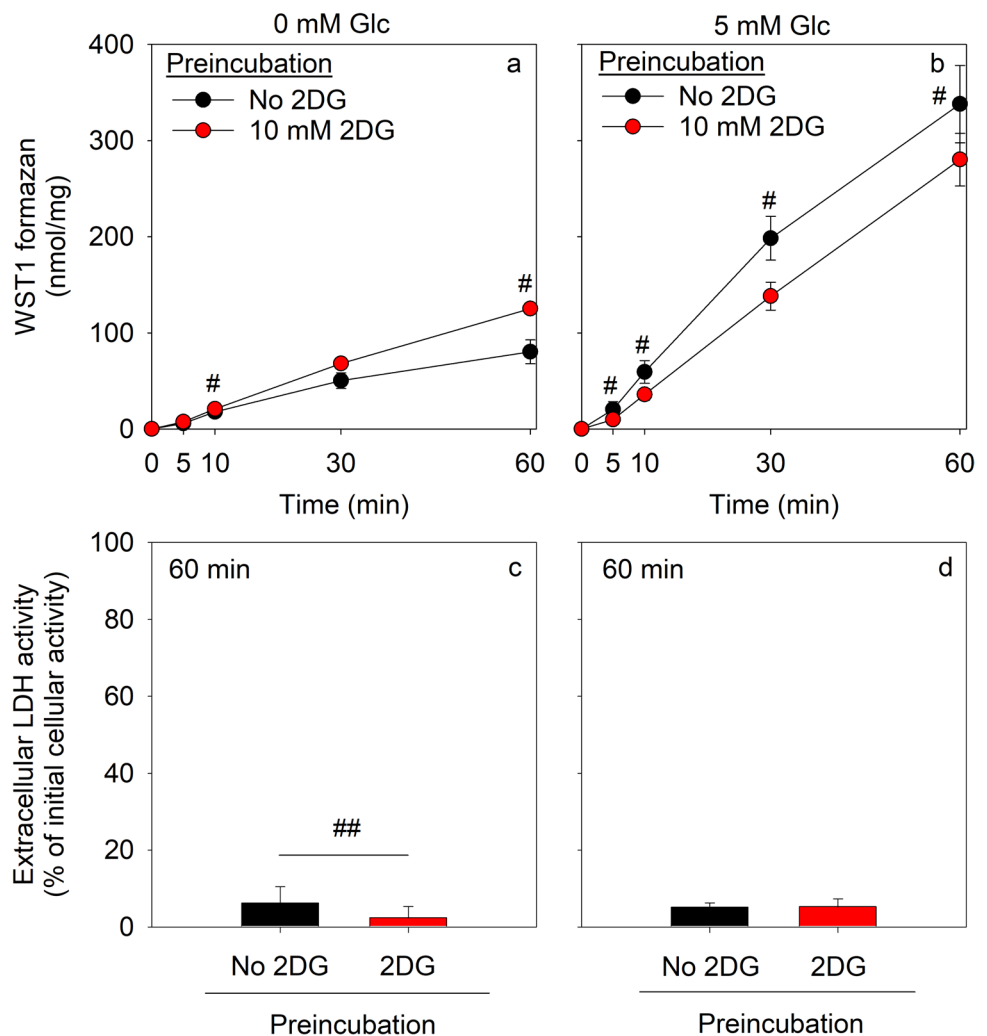 0 mM Glc
5 mM Glc
WST1 formazan
(nmol/mg)
400
300
200
100
0
Preincubation
No 2DG
10 mM 2DG
a
#
#
0 5 10 30 60
Time (min)
Preincubation
No 2DG
10 mM 2DG
b
#
#
#
#
0 5 10 30 60
Time (min)
Extracellular LDH activity
(% of initial cellular activity)
100
80
60
40
20
0
60 min
c
##
No 2DG 2DG
Preincubation
60 min
d
No 2DG 2DG
Preincubation